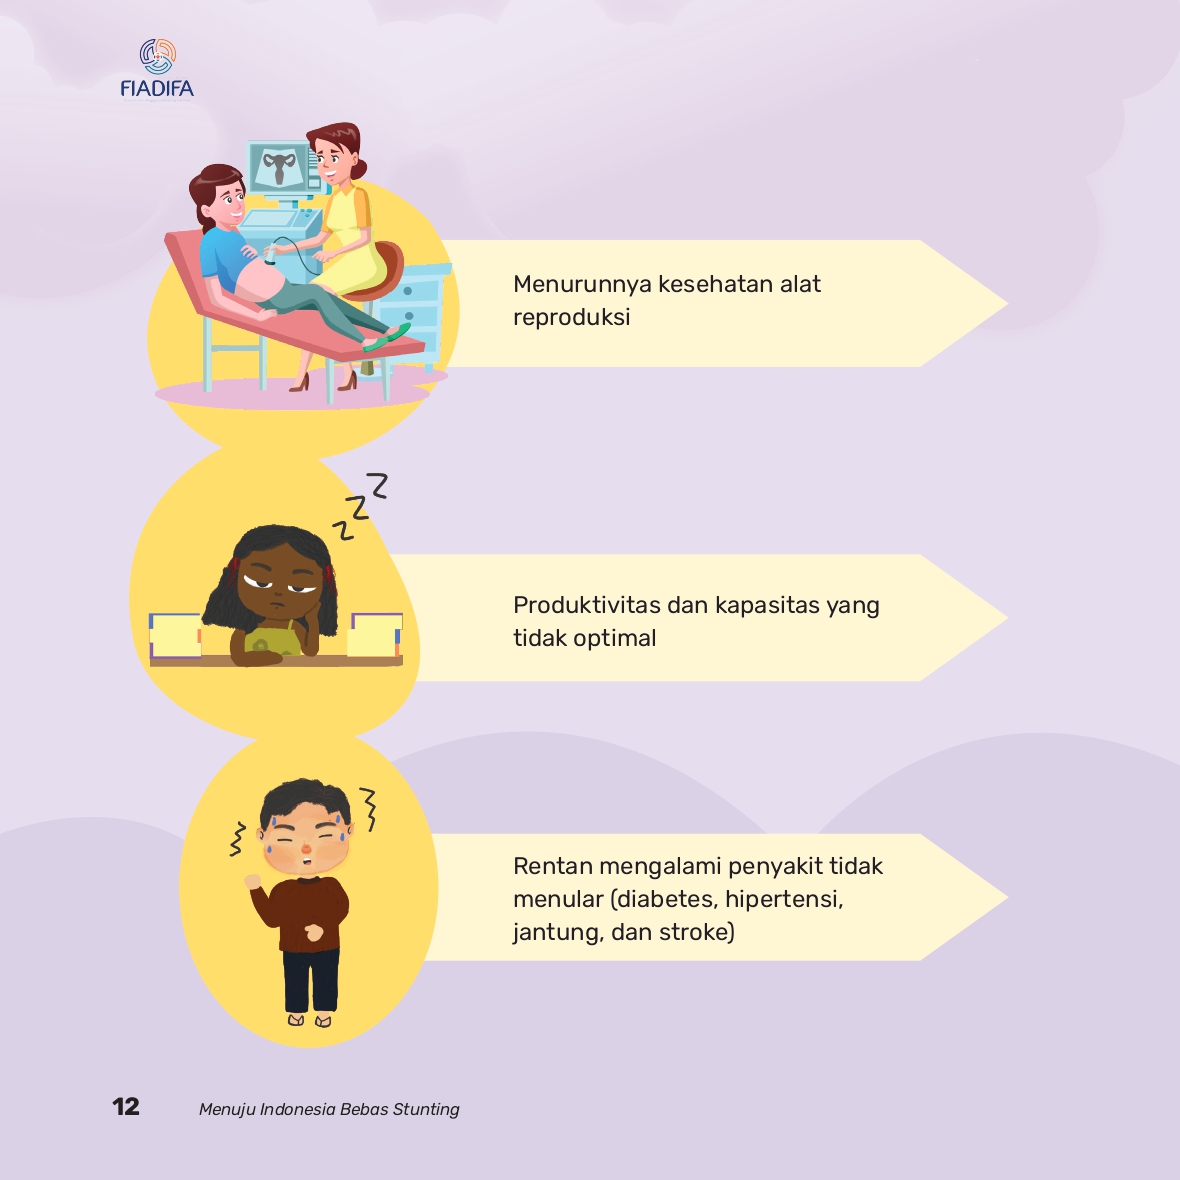 FIADIFA
Menurunnya kesehatan alat
reproduksi
Z
Z
Z
Produktivitas dan kapasitas yang
tidak optimal
Rentan mengalami penyakit tidak
menular (diabetes, hipertensi,
jantung, dan stroke)
12
Menuju Indonesia Bebas Stunting